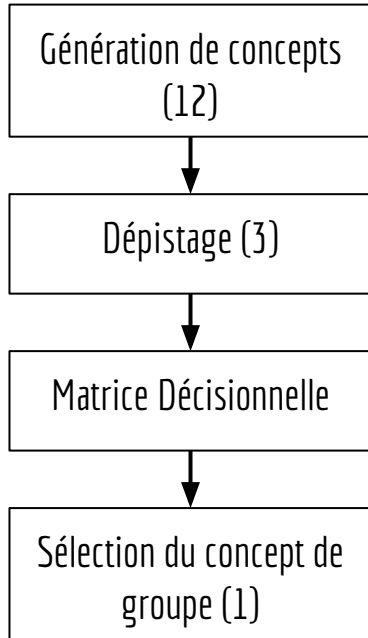 Génération de concepts
(12)
Dépistage (3)
Matrice Décisionnelle
Sélection du concept de
groupe (1)